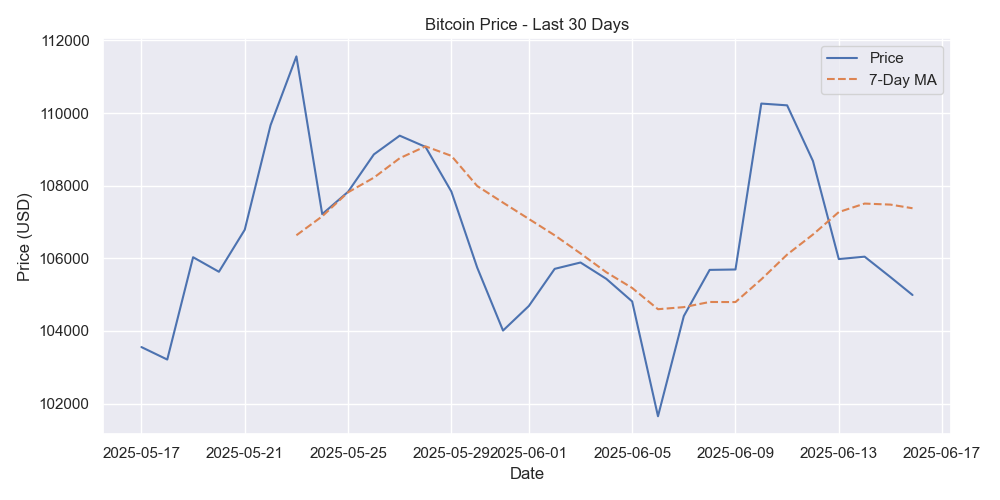 Bitcoin Price - Last 30 Days
112000
110000
108000
106000
104000
102000
Price (USD)
Price
7-Day MA
2025-05-17 2025-05-21 2025-05-25 2025-05-29 2025-06-01 2025-06-05 2025-06-09 2025-06-13 2025-06-17
Date